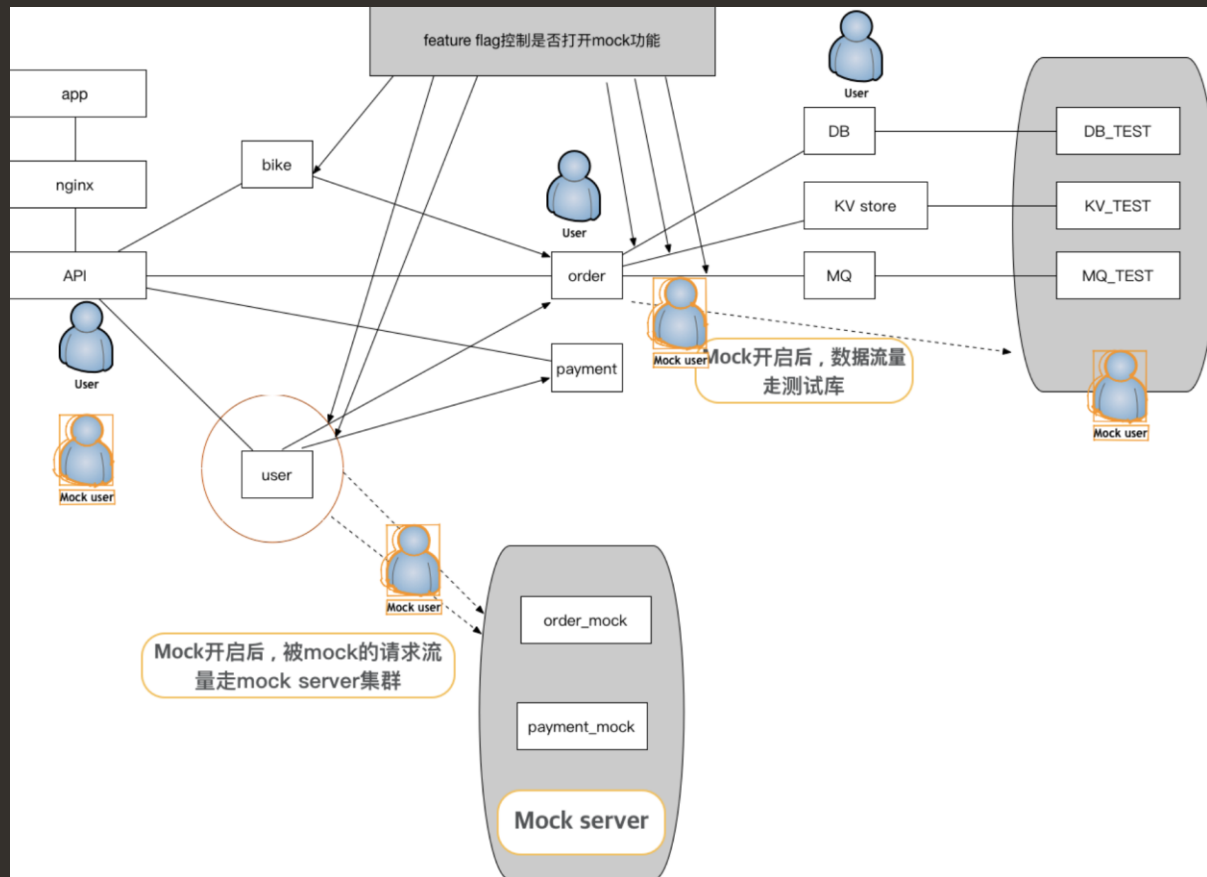 feature flag控制是否打开mock功能
User
app
DB
DB_TEST
bike
nginx
KV store
KV_TEST
User
API
order
MQ
MQ_TEST
User
Mock user
Mock开启后，数据流量
走测试库
payment
Mock user
user
Mock user
Mock user
order_mock
Mock开启后，被mock的请求流
量走mock server集群
payment_mock
Mock server